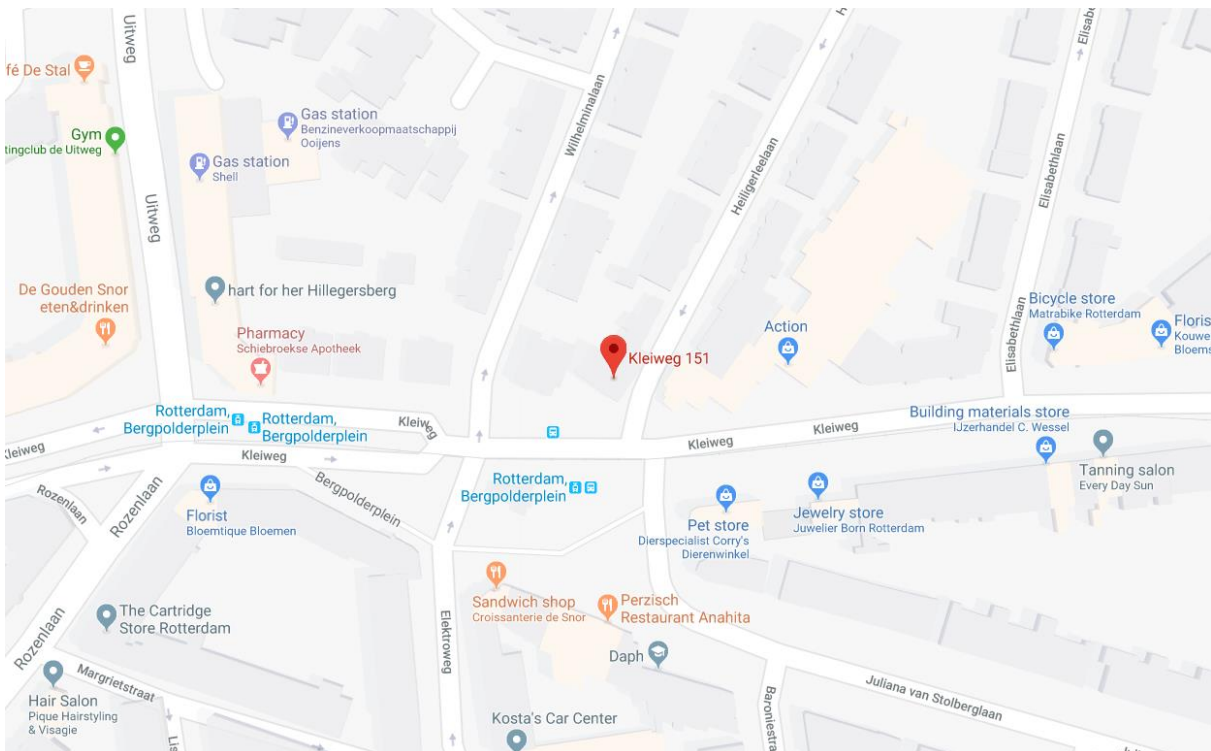 Uitweg
fé De Stal
Gym
tingclub de Uitweg
Gas station
Benzineverkoopmaatschappij
Ooijens
Gas station
Shell
Uitweg
Wilhelminalaan
Heiligerleelaan
Elisabethlaan
De Gouden Snor
eten&drinken
hart for her Hillegersberg
Pharmacy
Schiebroekse Apotheek
Kleiweg 151
Action
Elisabethlaan
Bicycle store
Matrabike Rotterdam
Floris
Kouwe
Bloems
Rotterdam,
Bergpolderplein
Rotterdam,
Bergpolderplein
Kleiweg
Kleiweg
Kleiweg
Kleiweg
Kleiweg
Building materials store
IJzerhandel C. Wessel
Tanning salon
Every Day Sun
Rozenlaan
Rozenlaan
Florist
Bloemtique Bloemen
Bergpolderplein
Rotterdam,
Bergpolderplein
Pet store
Dierspecialist Corry's
Dierenwinkel
Jewelry store
Juwelier Born Rotterdam
Sandwich shop
Croissanterie de Snor
Perzisch
Restaurant Anahita
The Cartridge
Store Rotterdam
Rozenlaan
Elektroweg
Daph
Margrietstraat
Hair Salon
Pique Hairstyling
& Visagie
Lis
Kosta's Car Center
Baroniestra
Juliana van Stolberglaan